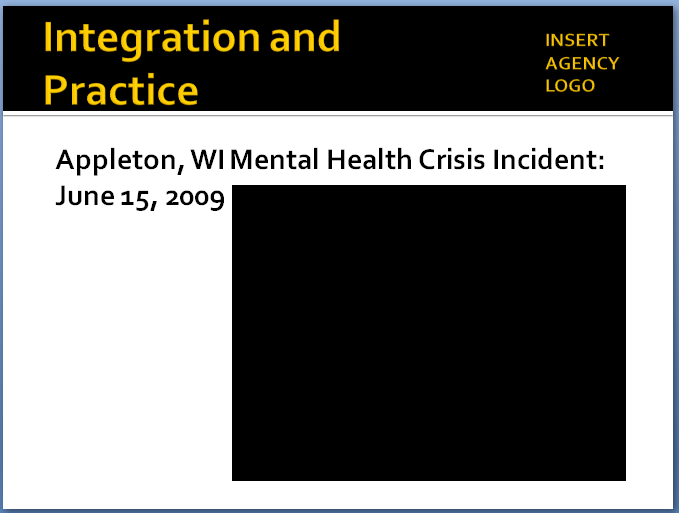 Integration and
Practice
INSERT
AGENCY
LOGO
Appleton, WI Mental Health Crisis Incident:
June 15, 2009